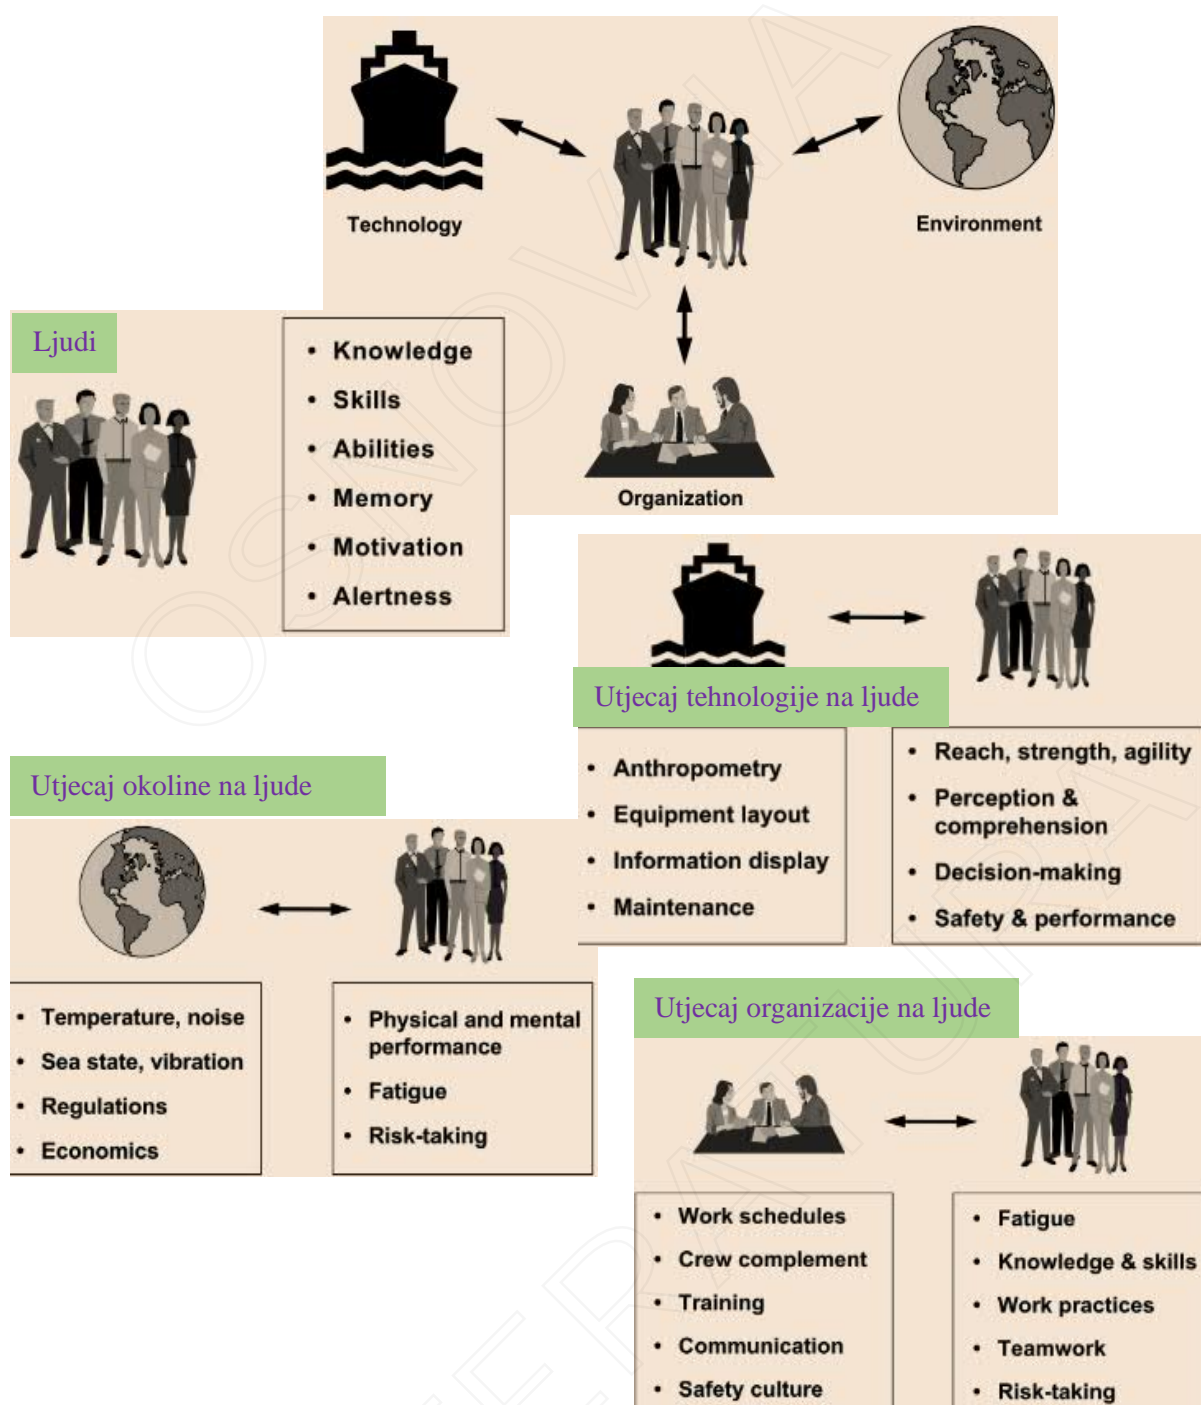 Technology
Environment
Organization
Ljudi
• Knowledge
• Skills
• Abilities
• Memory
• Motivation
• Alertness
Utjecaj tehnologije na ljude
• Anthropometry
• Equipment layout
• Information display
• Maintenance
• Reach, strength, agility
• Perception &
comprehension
• Decision-making
• Safety & performance
Utjecaj okoline na ljude
• Temperature, noise
• Sea state, vibration
• Regulations
• Economics
• Physical and mental
performance
• Fatigue
• Risk-taking
Utjecaj organizacije na ljude
• Work schedules
• Crew complement
• Training
• Communication
• Safety culture
• Fatigue
• Knowledge & skills
• Work practices
• Teamwork
• Risk-taking